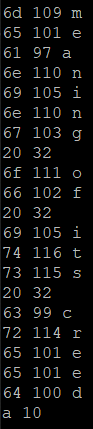 6d 109 m
65 101 e
61 97 a
6e 110 n
69 105 i
6e 110 n
67 103 g
20 32
6f 111 o
66 102 f
20 32
69 105 i
74 116 t
73 115 s
20 32
63 99 c
72 114 r
65 101 e
65 101 e
64 100 d
a 10